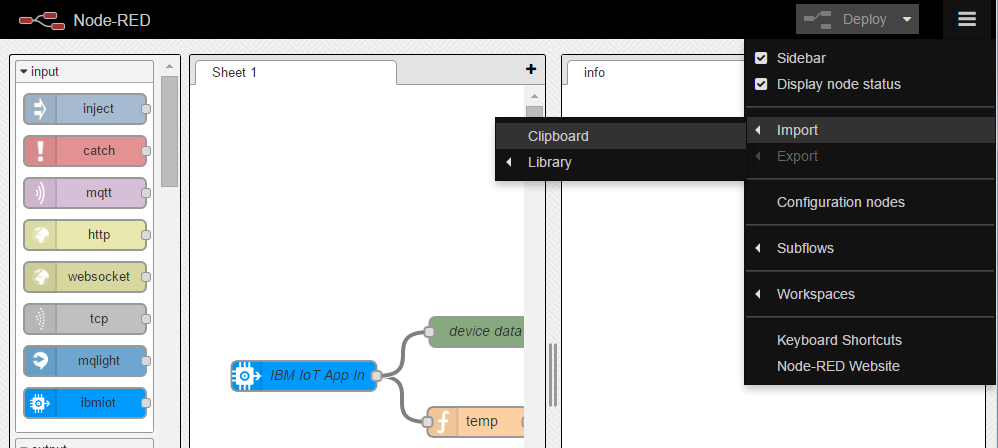 Node-RED
Deploy
input
inject
catch
mqtt
http
websocket
tcp
mqlight
ibmiot
output
Sheet 1
IBM IoT App In
device data
temp
info
Sidebar
Display node status
Import
Export
Clipboard
Library
Configuration nodes
Subflows
Workspaces
Keyboard Shortcuts
Node-RED Website